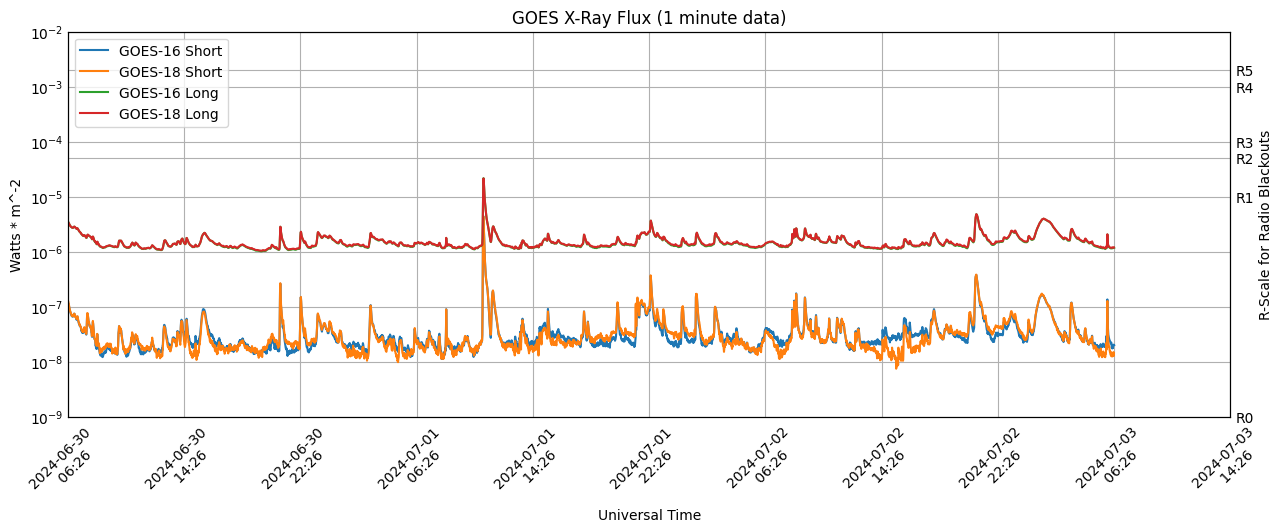 GOES X-Ray Flux (1 minute data)
10⁻²
10⁻³
10⁻⁴
10⁻⁵
10⁻⁶
10⁻⁷
10⁻⁸
10⁻⁹
Watts * m^-2
GOES-16 Short
GOES-18 Short
GOES-16 Long
GOES-18 Long
R5
R4
R3
R2
R1
R0
R-Scale for Radio Blackouts
2024-06-30
06:26
2024-06-30
14:26
2024-06-30
22:26
2024-07-01
06:26
2024-07-01
14:26
2024-07-01
22:26
2024-07-02
06:26
2024-07-02
14:26
2024-07-02
22:26
2024-07-03
06:26
2024-07-03
14:26
Universal Time